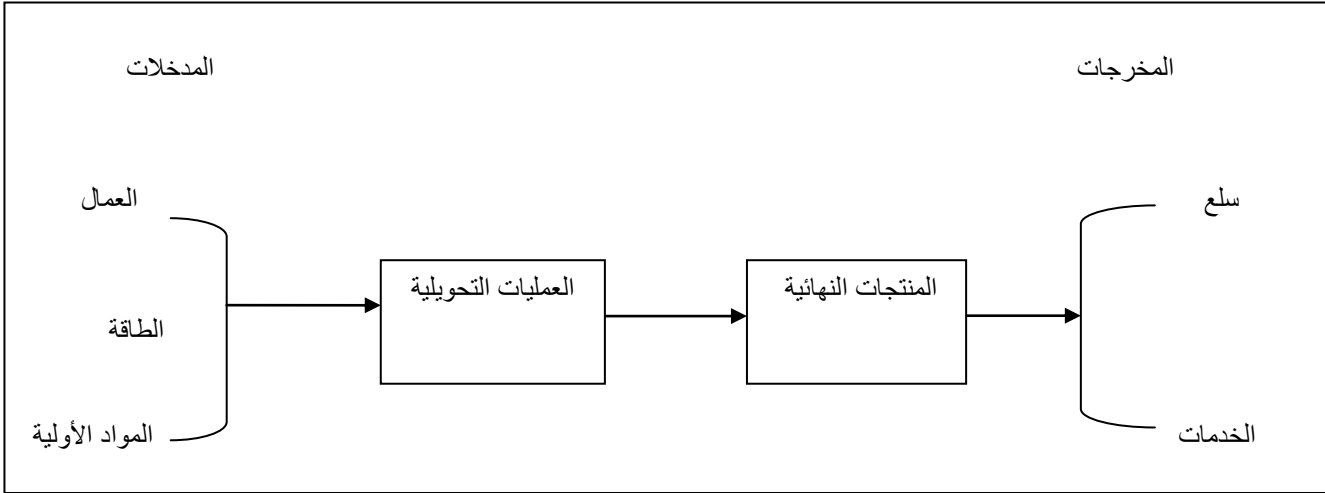 المدخلات
المخرجات
العمال
الطاقة
المواد الأولية
العمليات التحويلية
المنتجات النهائية
سلع
الخدمات